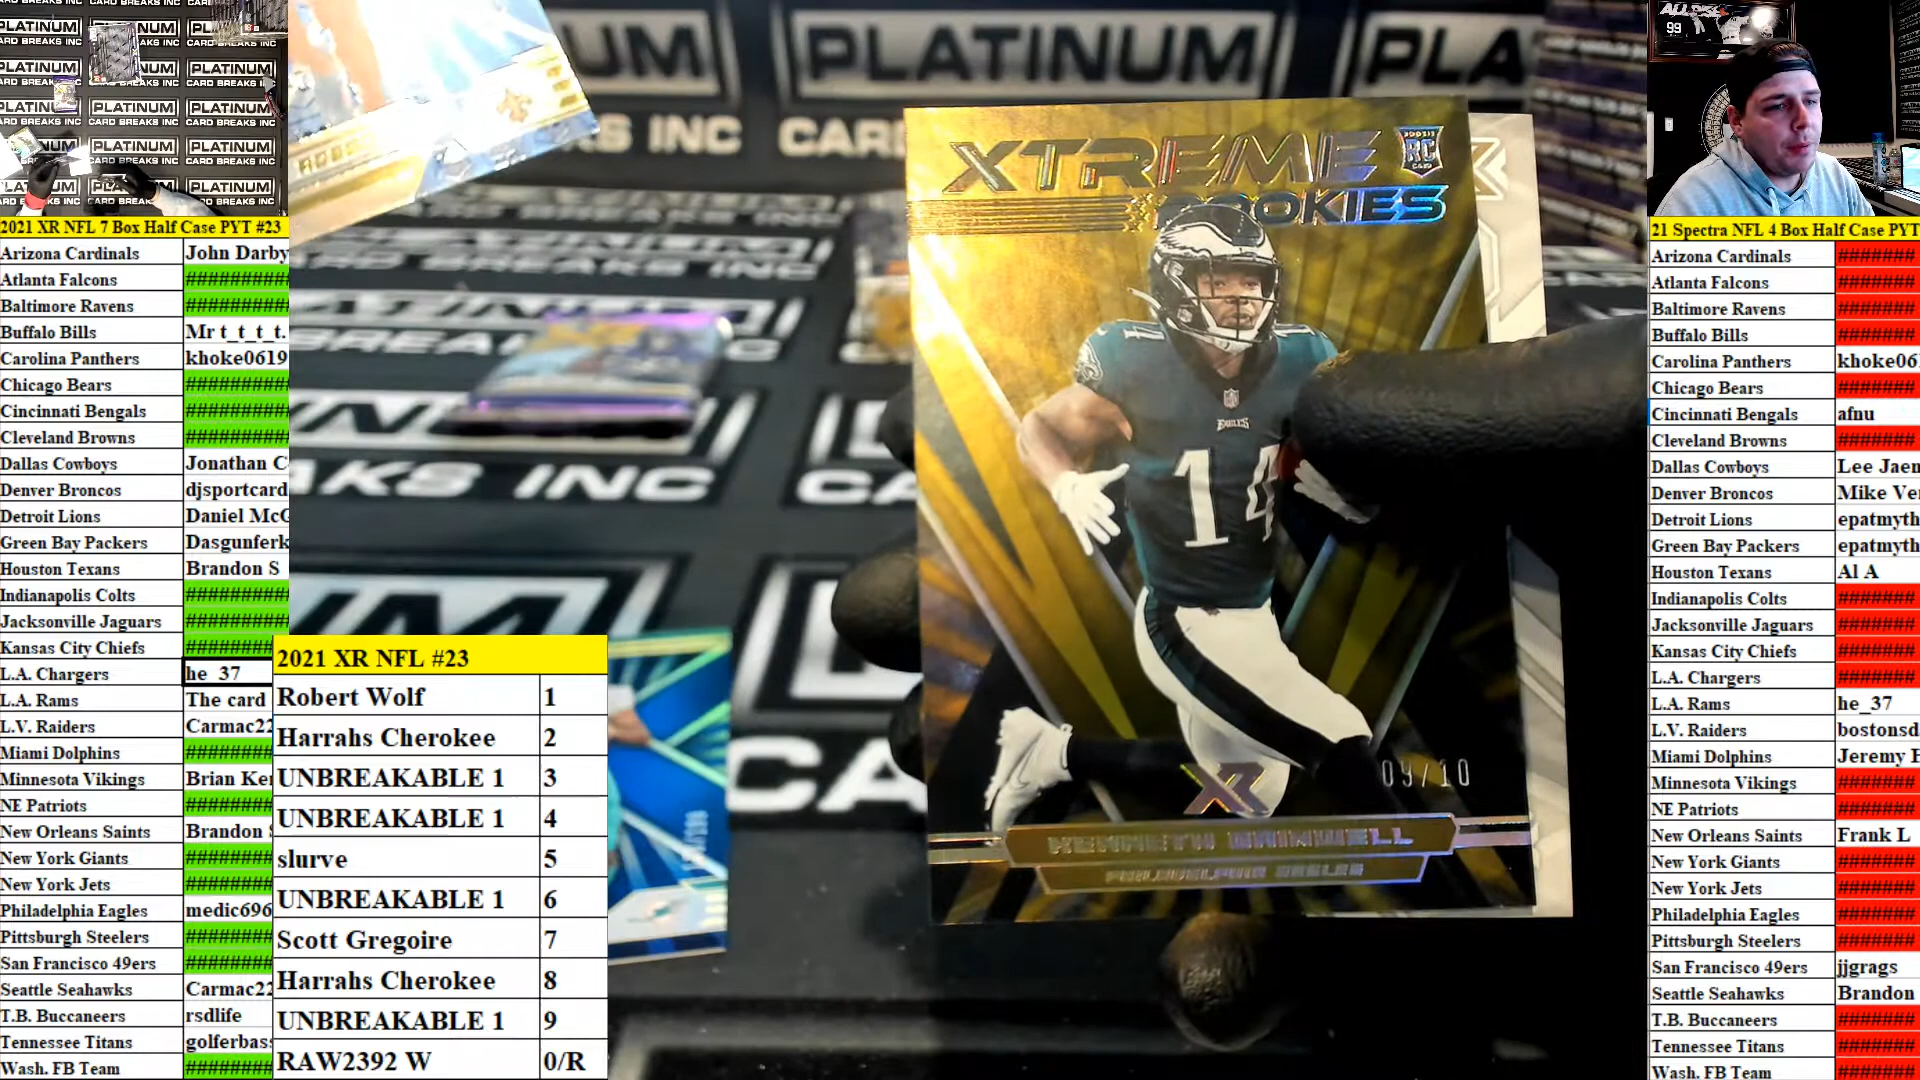 2021 XR NFL 7 Box Half Case PYT #23
Arizona Cardinals John Darby
Atlanta Falcons ##########
Baltimore Ravens ##########
Buffalo Bills Mr t_t_t_t.
Carolina Panthers khoke0619
Chicago Bears ##########
Cincinnati Bengals ##########
Cleveland Browns ##########
Dallas Cowboys Jonathan C
Denver Broncos djsportcard
Detroit Lions Daniel McG
Green Bay Packers Dasgunferk
Houston Texans Brandon S
Indianapolis Colts ##########
Jacksonville Jaguars ##########
Kansas City Chiefs ########
L.A. Chargers he_37
L.A. Rams The card
L.V. Raiders Carmac22
Miami Dolphins ########
Minnesota Vikings Brian Ke
NE Patriots ########
New Orleans Saints Brandon
New York Giants ########
New York Jets ########
Philadelphia Eagles medic696
Pittsburgh Steelers ########
San Francisco 49ers ########
Seattle Seahawks Carmac22
T.B. Buccaneers rsdlife
Tennessee Titans golferbas
Wash. FB Team ########
2021 XR NFL #23
Robert Wolf 1
Harrahs Cherokee 2
UNBREAKABLE 1 3
UNBREAKABLE 1 4
slurve 5
UNBREAKABLE 1 6
Scott Gregoire 7
Harrahs Cherokee 8
UNBREAKABLE 1 9
RAW2392 W 0/R
PLATINUM
CARD BREAKS INC
XTREME
ROOKIES
RC
EAGLES
14
XR
09/10
KENNETH GAINWELL
PHILADELPHIA EAGLES
99
21 Spectra NFL 4 Box Half Case PYT
Arizona Cardinals #######
Atlanta Falcons #######
Baltimore Ravens #######
Buffalo Bills #######
Carolina Panthers khoke06
Chicago Bears #######
Cincinnati Bengals afnu
Cleveland Browns #######
Dallas Cowboys Lee Jaen
Denver Broncos Mike Ve
Detroit Lions epatmyth
Green Bay Packers epatmyth
Houston Texans Al A
Indianapolis Colts #######
Jacksonville Jaguars #######
Kansas City Chiefs #######
L.A. Chargers #######
L.A. Rams he_37
L.V. Raiders bostonsd
Miami Dolphins Jeremy
Minnesota Vikings #######
NE Patriots #######
New Orleans Saints Frank L
New York Giants #######
New York Jets #######
Philadelphia Eagles #######
Pittsburgh Steelers #######
San Francisco 49ers jjgrags
Seattle Seahawks Brandon
T.B. Buccaneers #######
Tennessee Titans #######
Wash. FB Team #######